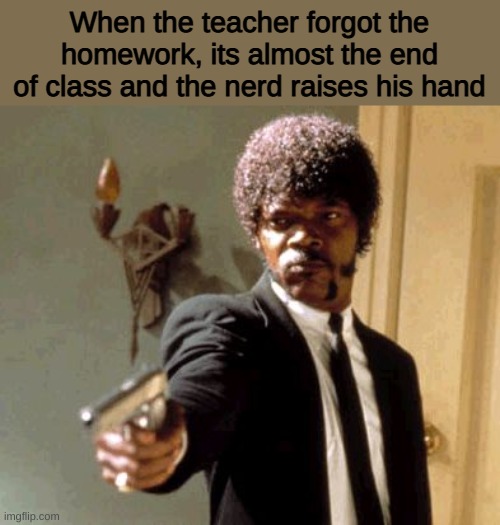 When the teacher forgot the
homework, its almost the end
of class and the nerd raises his hand
imgflip.com